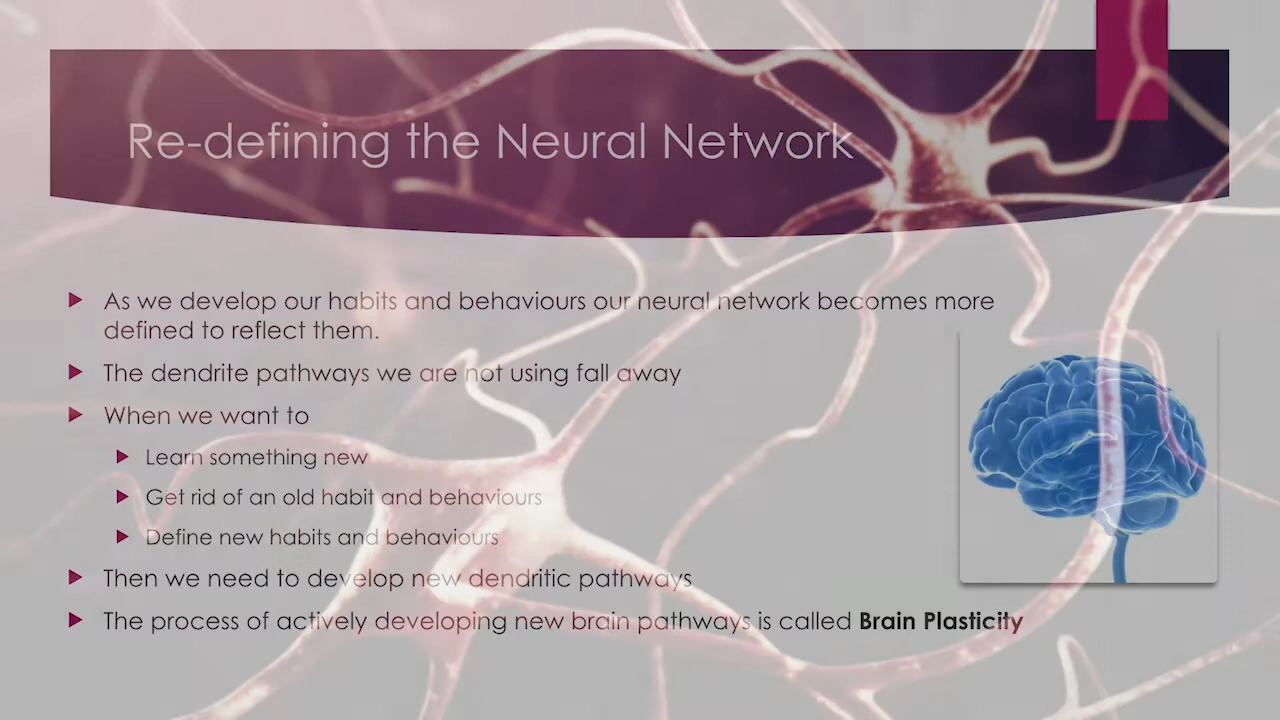 Re-defining the Neural Network
As we develop our habits and behaviours our neural network becomes more
defined to reflect them.
The dendrite pathways we are not using fall away
When we want to
Learn something new
Get rid of an old habit and behaviours
Define new habits and behaviours
Then we need to develop new dendritic pathways
The process of actively developing new brain pathways is called Brain Plasticity